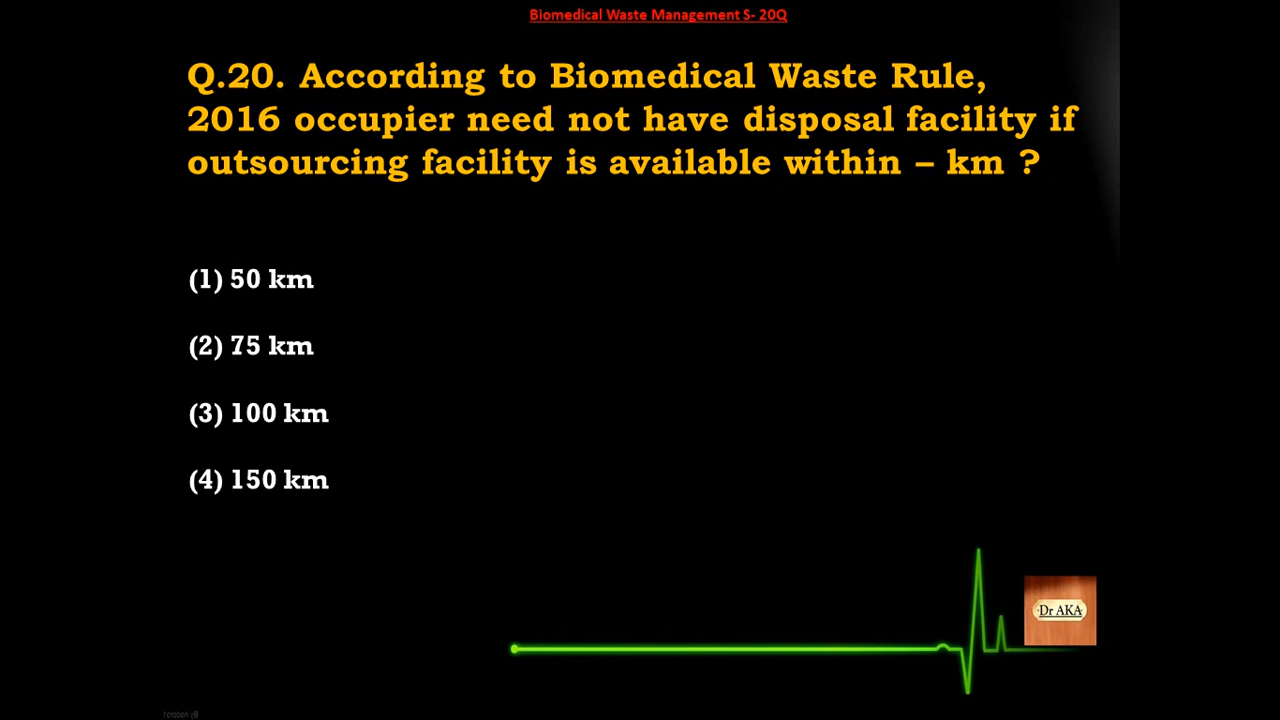 Biomedical Waste Management S- 20Q
Q.20. According to Biomedical Waste Rule,
2016 occupier need not have disposal facility if
outsourcing facility is available within – km ?
(1) 50 km
(2) 75 km
(3) 100 km
(4) 150 km
Dr AKA